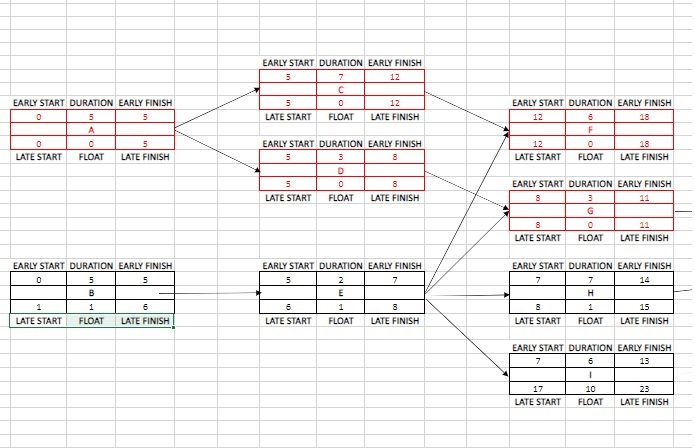 EARLY START DURATION EARLY FINISH
5 7 12
C
5 0 12
LATE START FLOAT LATE FINISH
EARLY START DURATION EARLY FINISH
0 5 5
A
0 0 5
LATE START FLOAT LATE FINISH
EARLY START DURATION EARLY FINISH
12 6 18
F
12 0 18
LATE START FLOAT LATE FINISH
EARLY START DURATION EARLY FINISH
5 3 8
D
5 0 8
LATE START FLOAT LATE FINISH
EARLY START DURATION EARLY FINISH
8 3 11
G
8 0 11
LATE START FLOAT LATE FINISH
EARLY START DURATION EARLY FINISH
0 5 5
B
1 1 6
LATE START FLOAT LATE FINISH
EARLY START DURATION EARLY FINISH
5 2 7
E
6 1 8
LATE START FLOAT LATE FINISH
EARLY START DURATION EARLY FINISH
7 7 14
H
8 1 15
LATE START FLOAT LATE FINISH
EARLY START DURATION EARLY FINISH
7 6 13
I
17 10 23
LATE START FLOAT LATE FINISH